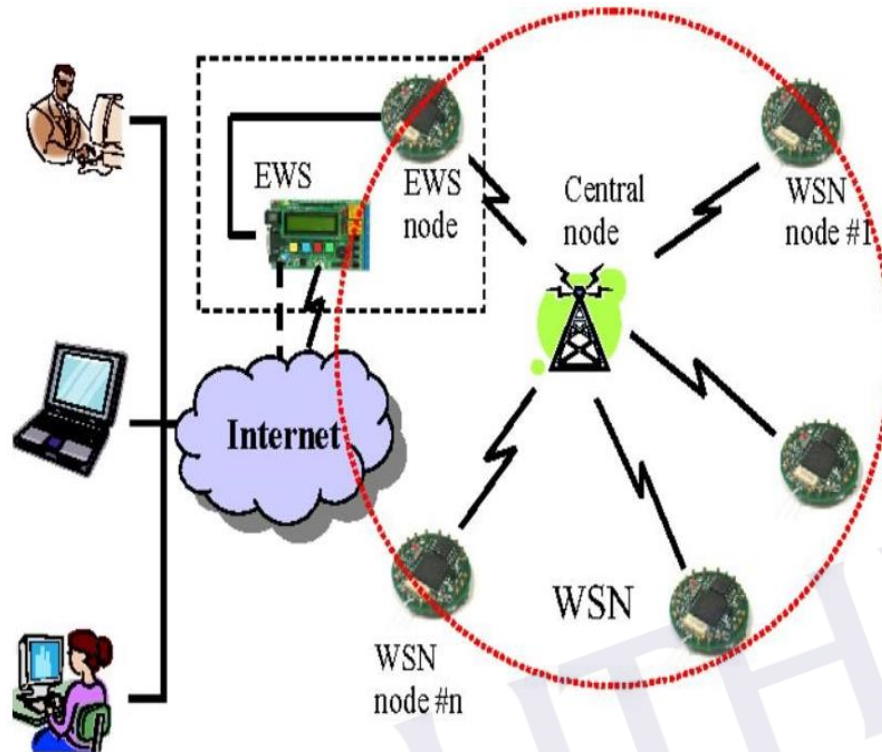 EWS
EWS
node
Central
node
WSN
node #1
Internet
WSN
WSN
node #n